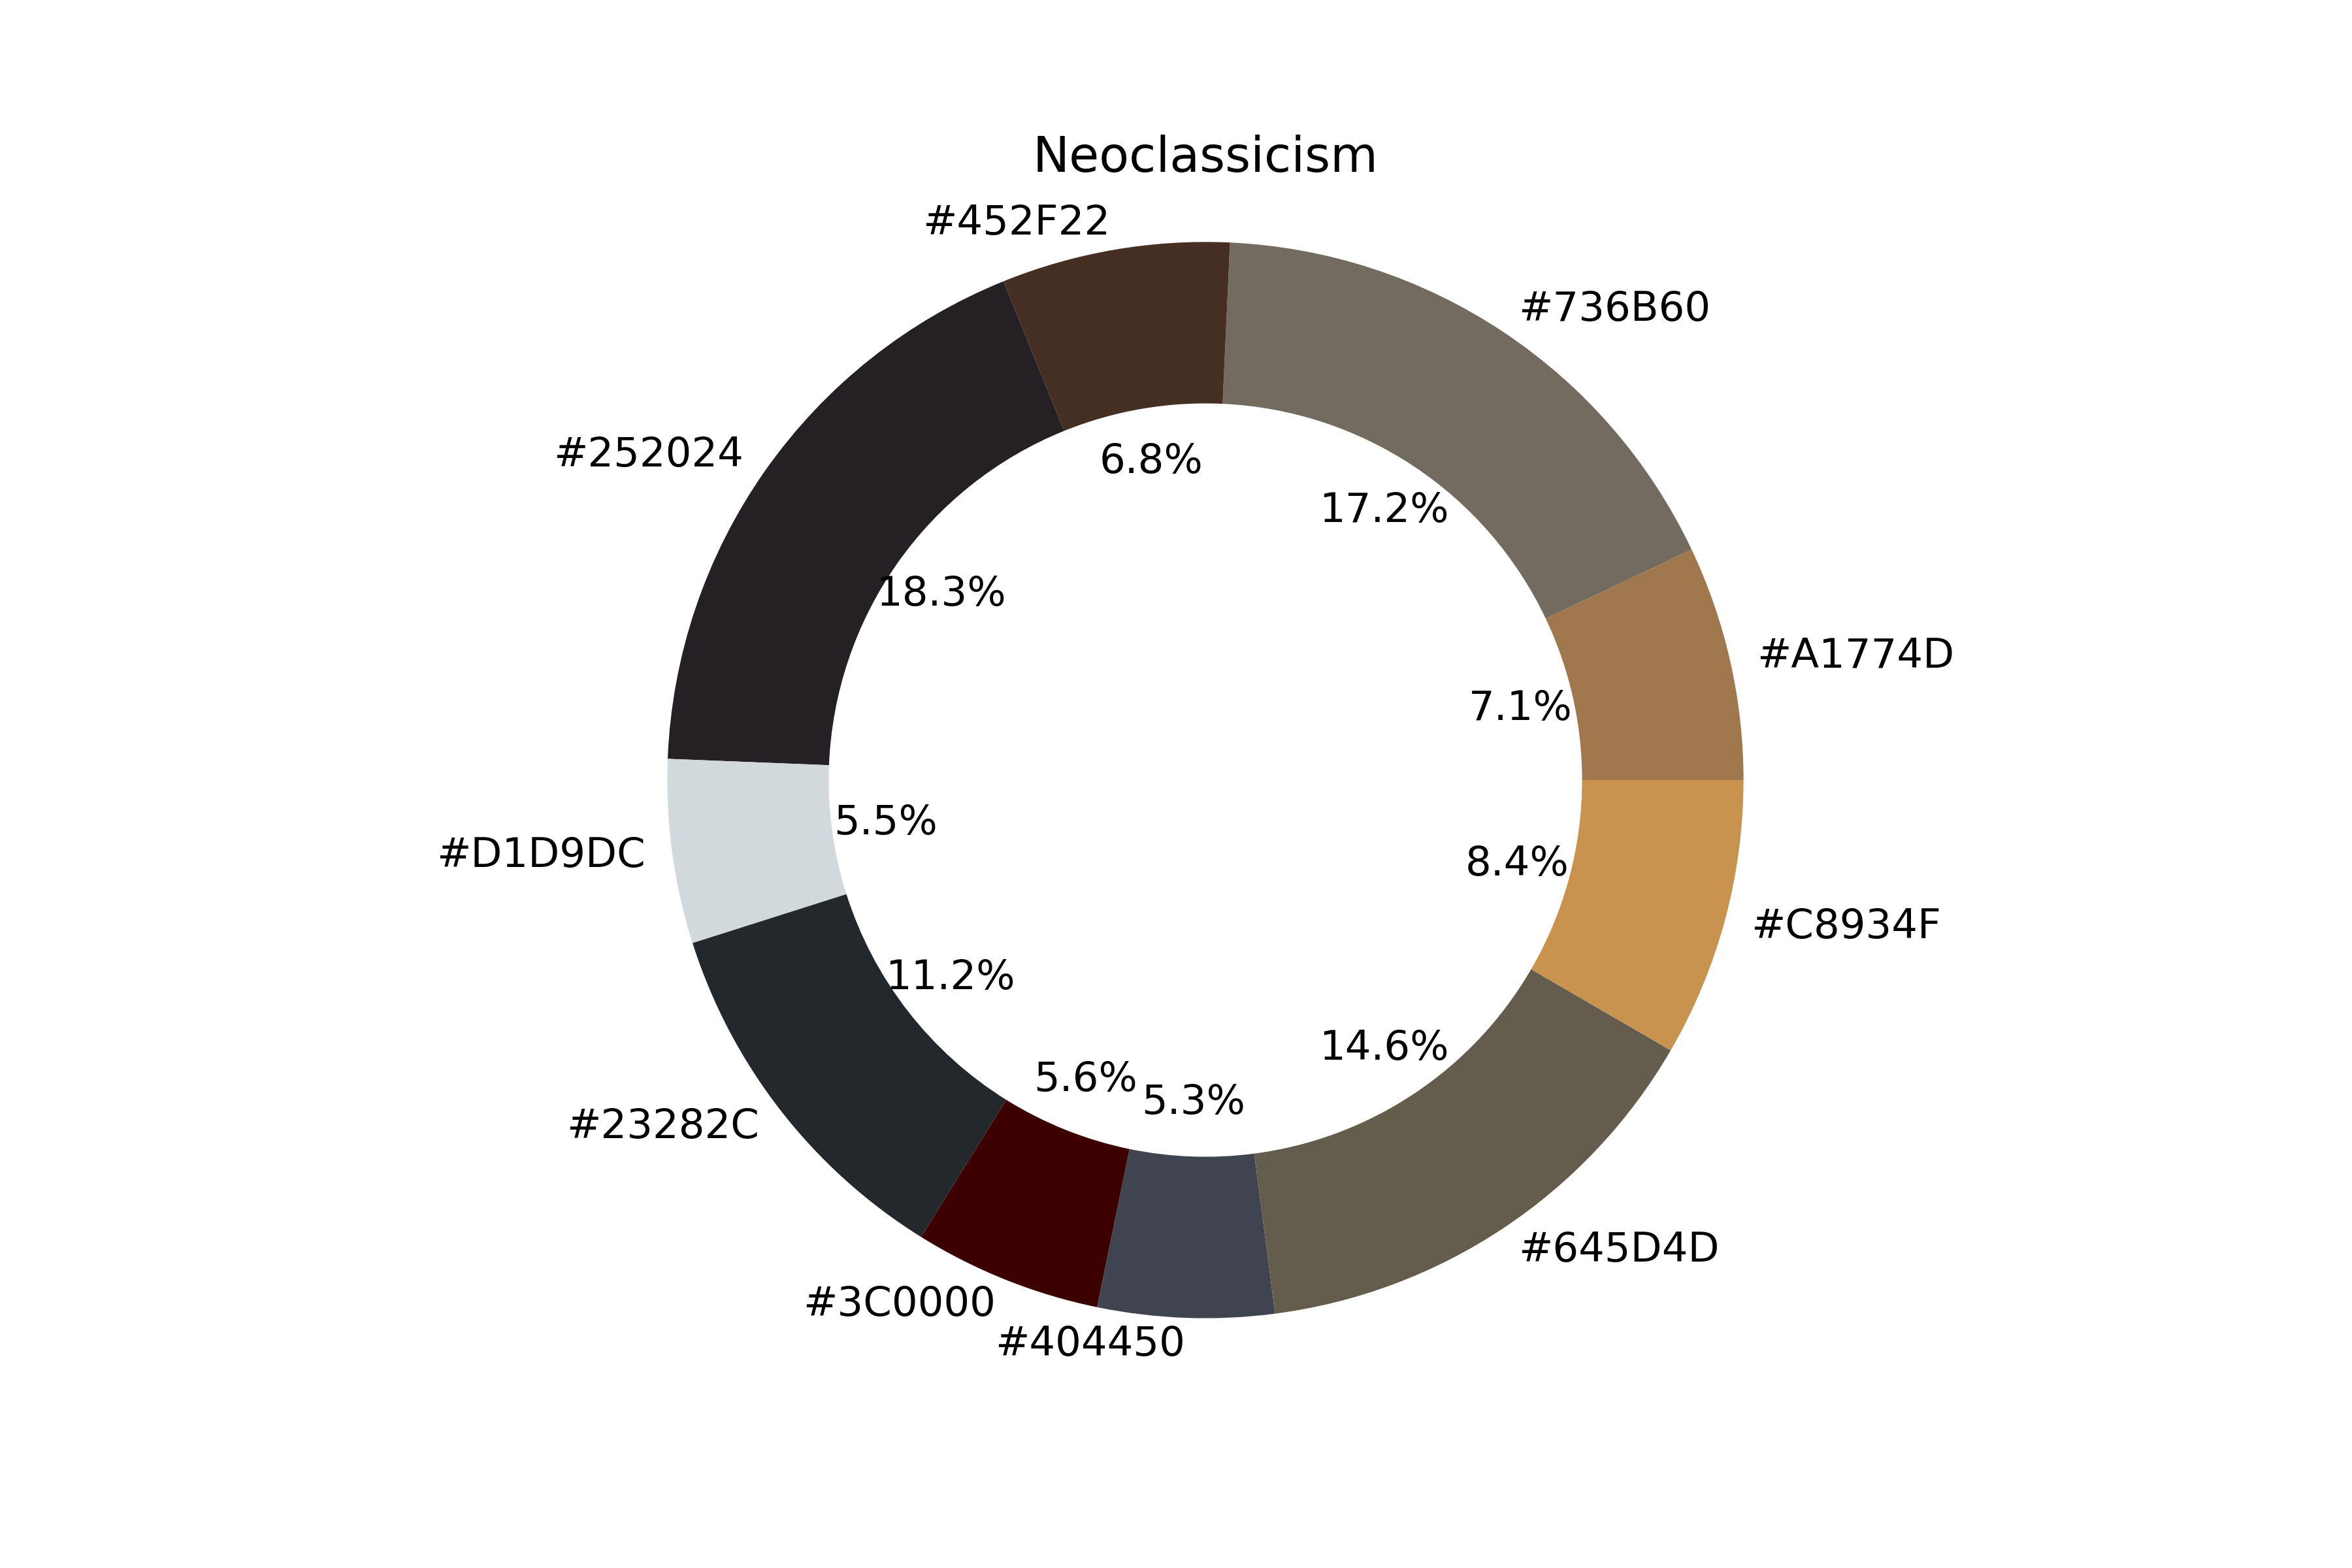 Neoclassicism
#452F22
#736B60
#252024
6.8%
17.2%
18.3%
#A1774D
7.1%
5.5%
#D1D9DC
8.4%
#C8934F
11.2%
14.6%
#23282C
5.6%
5.3%
#645D4D
#3C0000
#404450